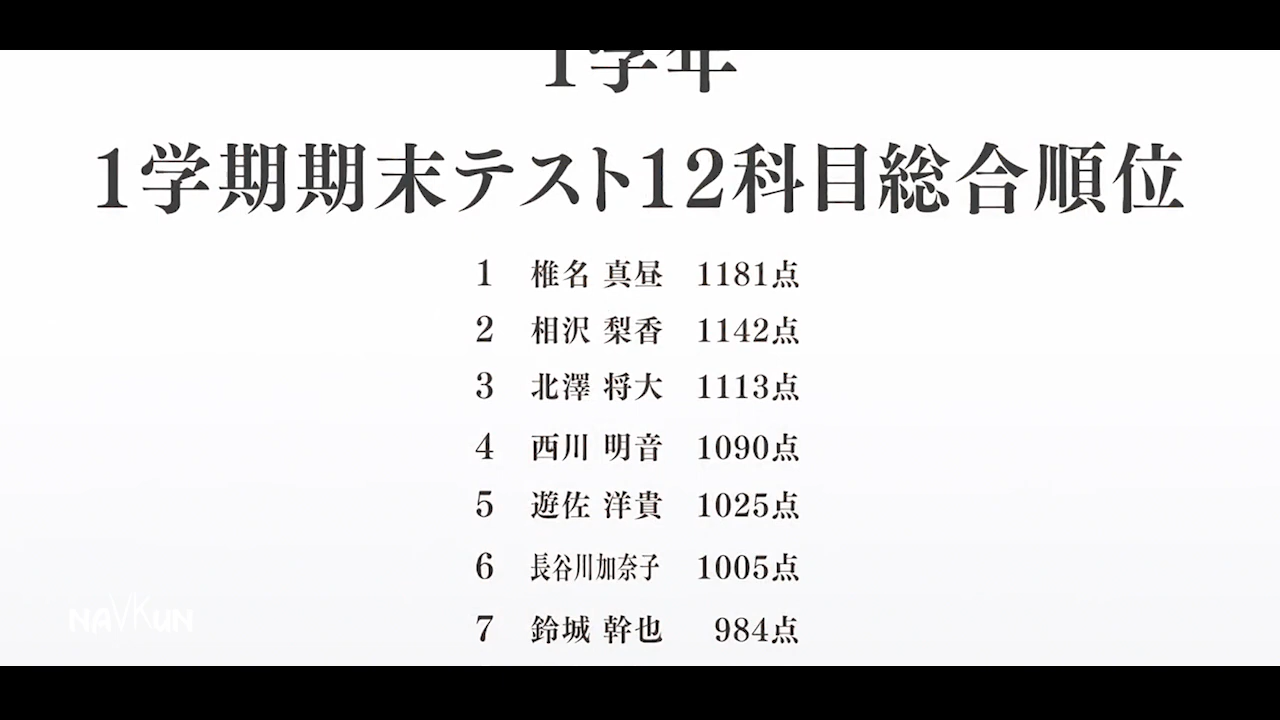 1学年
1学期期末テスト12科目総合順位
1 椎名 真昼 1181点
2 相沢 梨香 1142点
3 北澤 将大 1113点
4 西川 明音 1090点
5 遊佐 洋貴 1025点
6 長谷川加奈子 1005点
7 鈴城 幹也 984点
NAVKUN